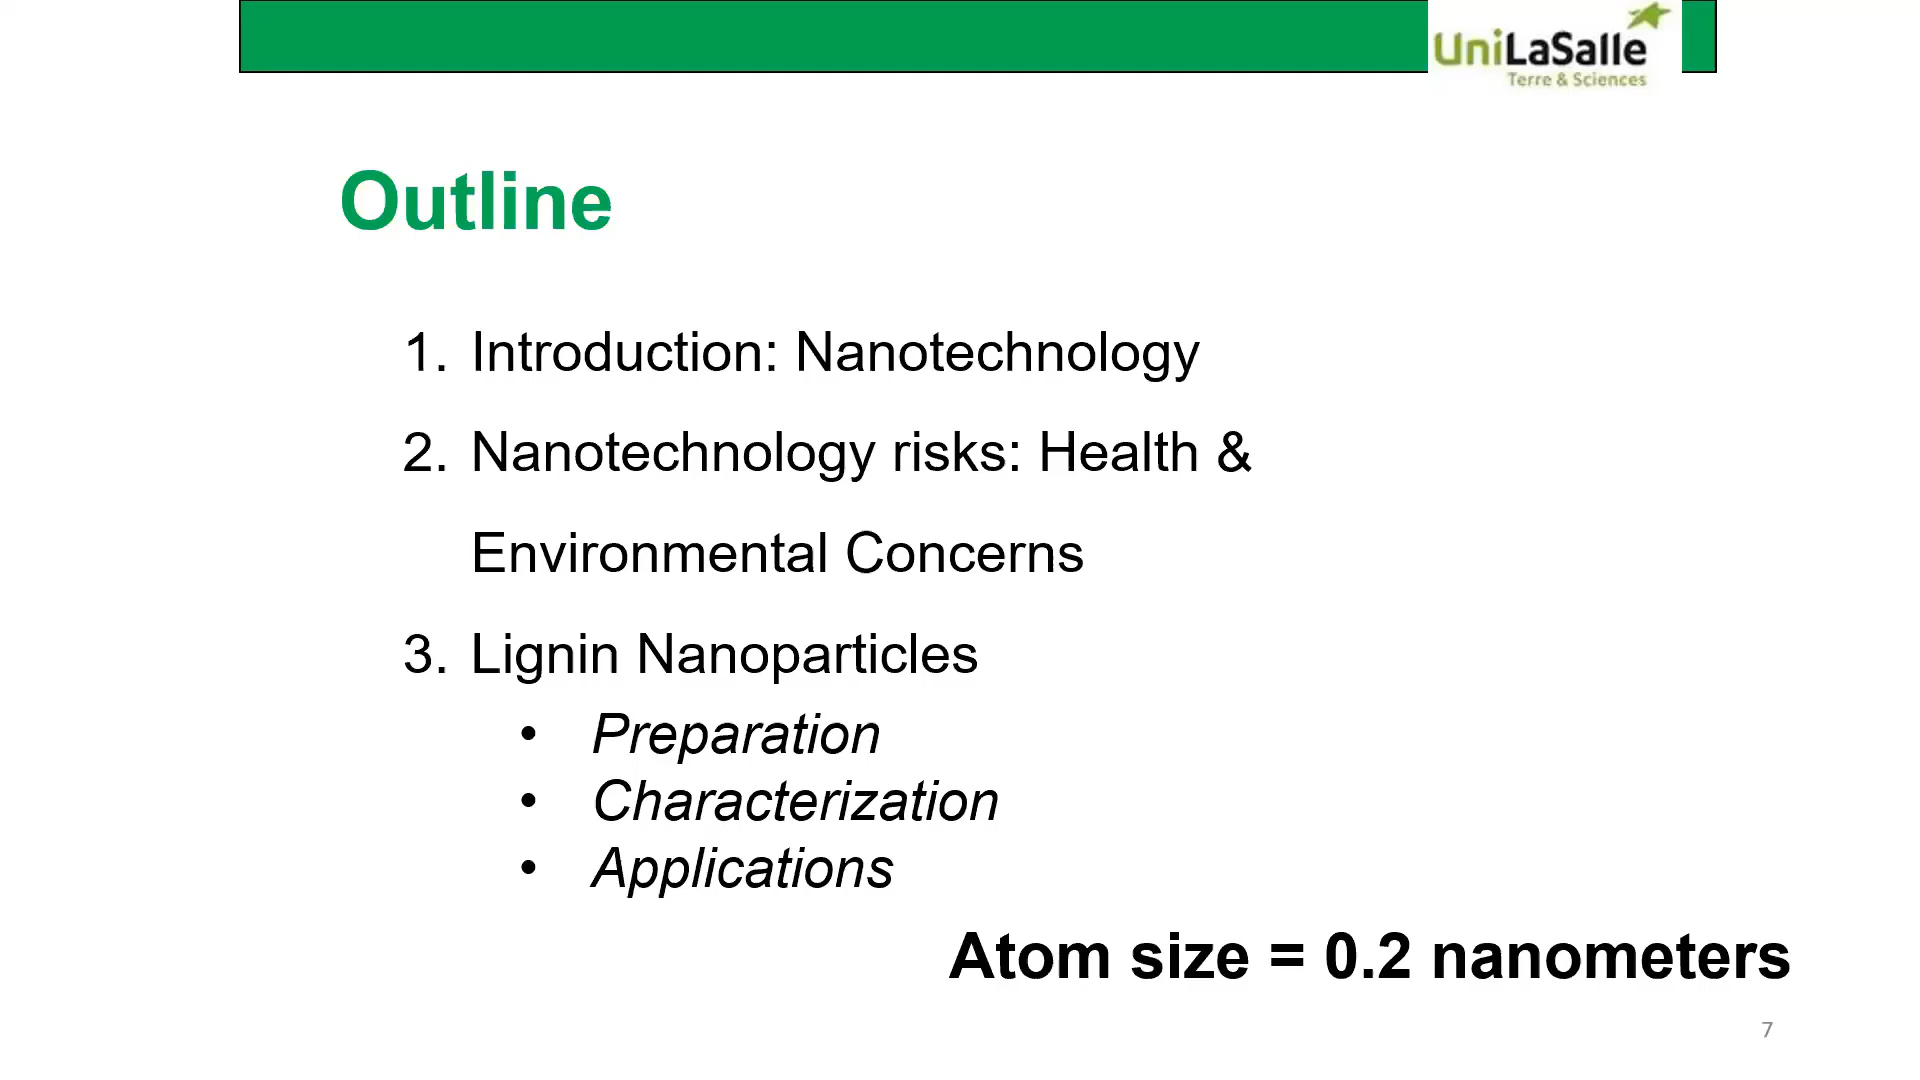 UniLaSalle
Terre & Sciences
Outline
1. Introduction: Nanotechnology
2. Nanotechnology risks: Health &
Environmental Concerns
3. Lignin Nanoparticles
• Preparation
• Characterization
• Applications
Atom size = 0.2 nanometers
7